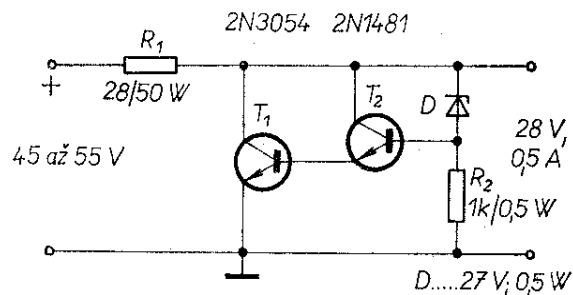 2N3054 2N1481
R1
+
28/50 W
T1
T2
D
45 až 55 V
28 V,
0,5 A
R2
1k/0,5 W
D.....27 V; 0,5 W